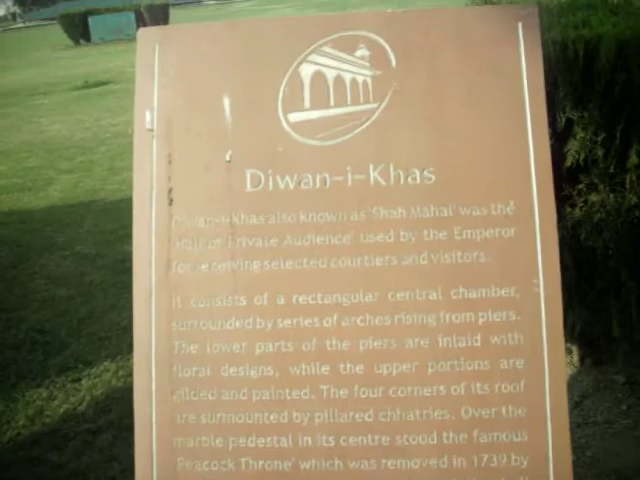 Diwan-i-Khas
Diwan-i-Khas also known as 'Shah Mahal' was the
'Hall of Private Audience' used by the Emperor
for receiving selected courtiers and visitors.
It consists of a rectangular central chamber,
surrounded by series of arches rising from piers.
The lower parts of the piers are inlaid with
floral designs, while the upper portions are
gilded and painted. The four corners of its roof
are surmounted by pillared chhatries. Over the
marble pedestal in its centre stood the famous
'Peacock Throne' which was removed in 1739 by